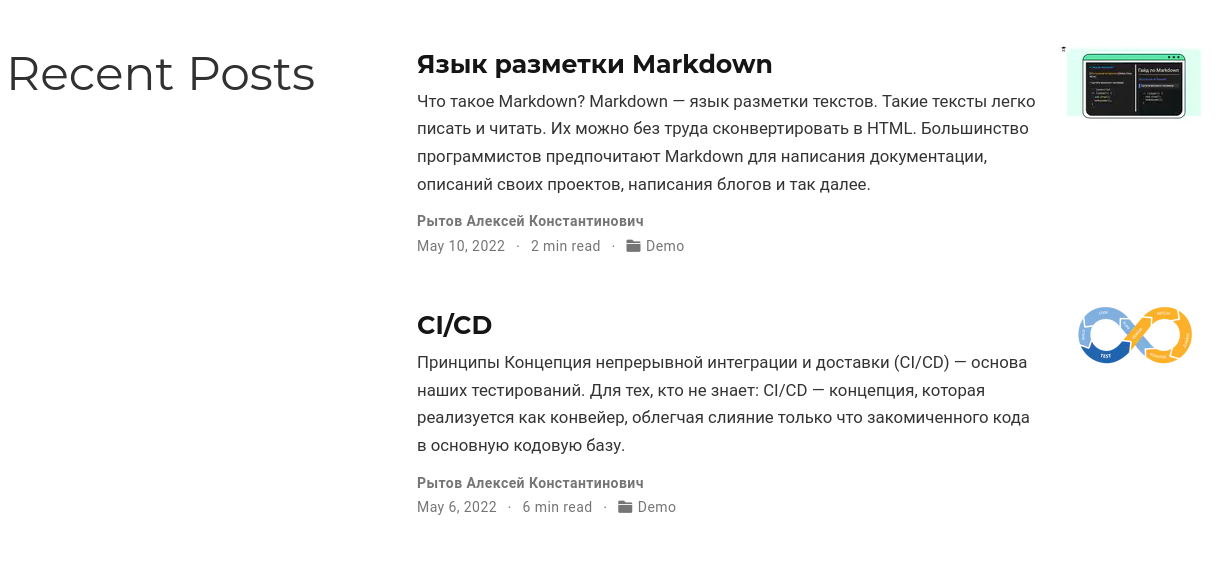 Recent Posts
Язык разметки Markdown
Что такое Markdown? Markdown — язык разметки текстов. Такие тексты легко
писать и читать. Их можно без труда сконвертировать в HTML. Большинство
программистов предпочитают Markdown для написания документации,
описаний своих проектов, написания блогов и так далее.
Рытов Алексей Константинович
May 10, 2022 · 2 min read · Demo
Гайд по Markdown
CI/CD
Принципы Концепция непрерывной интеграции и доставки (CI/CD) — основа
наших тестирований. Для тех, кто не знает: CI/CD — концепция, которая
реализуется как конвейер, облегчая слияние только что закомиченного кода
в основную кодовую базу.
Рытов Алексей Константинович
May 6, 2022 · 6 min read · Demo
TEST